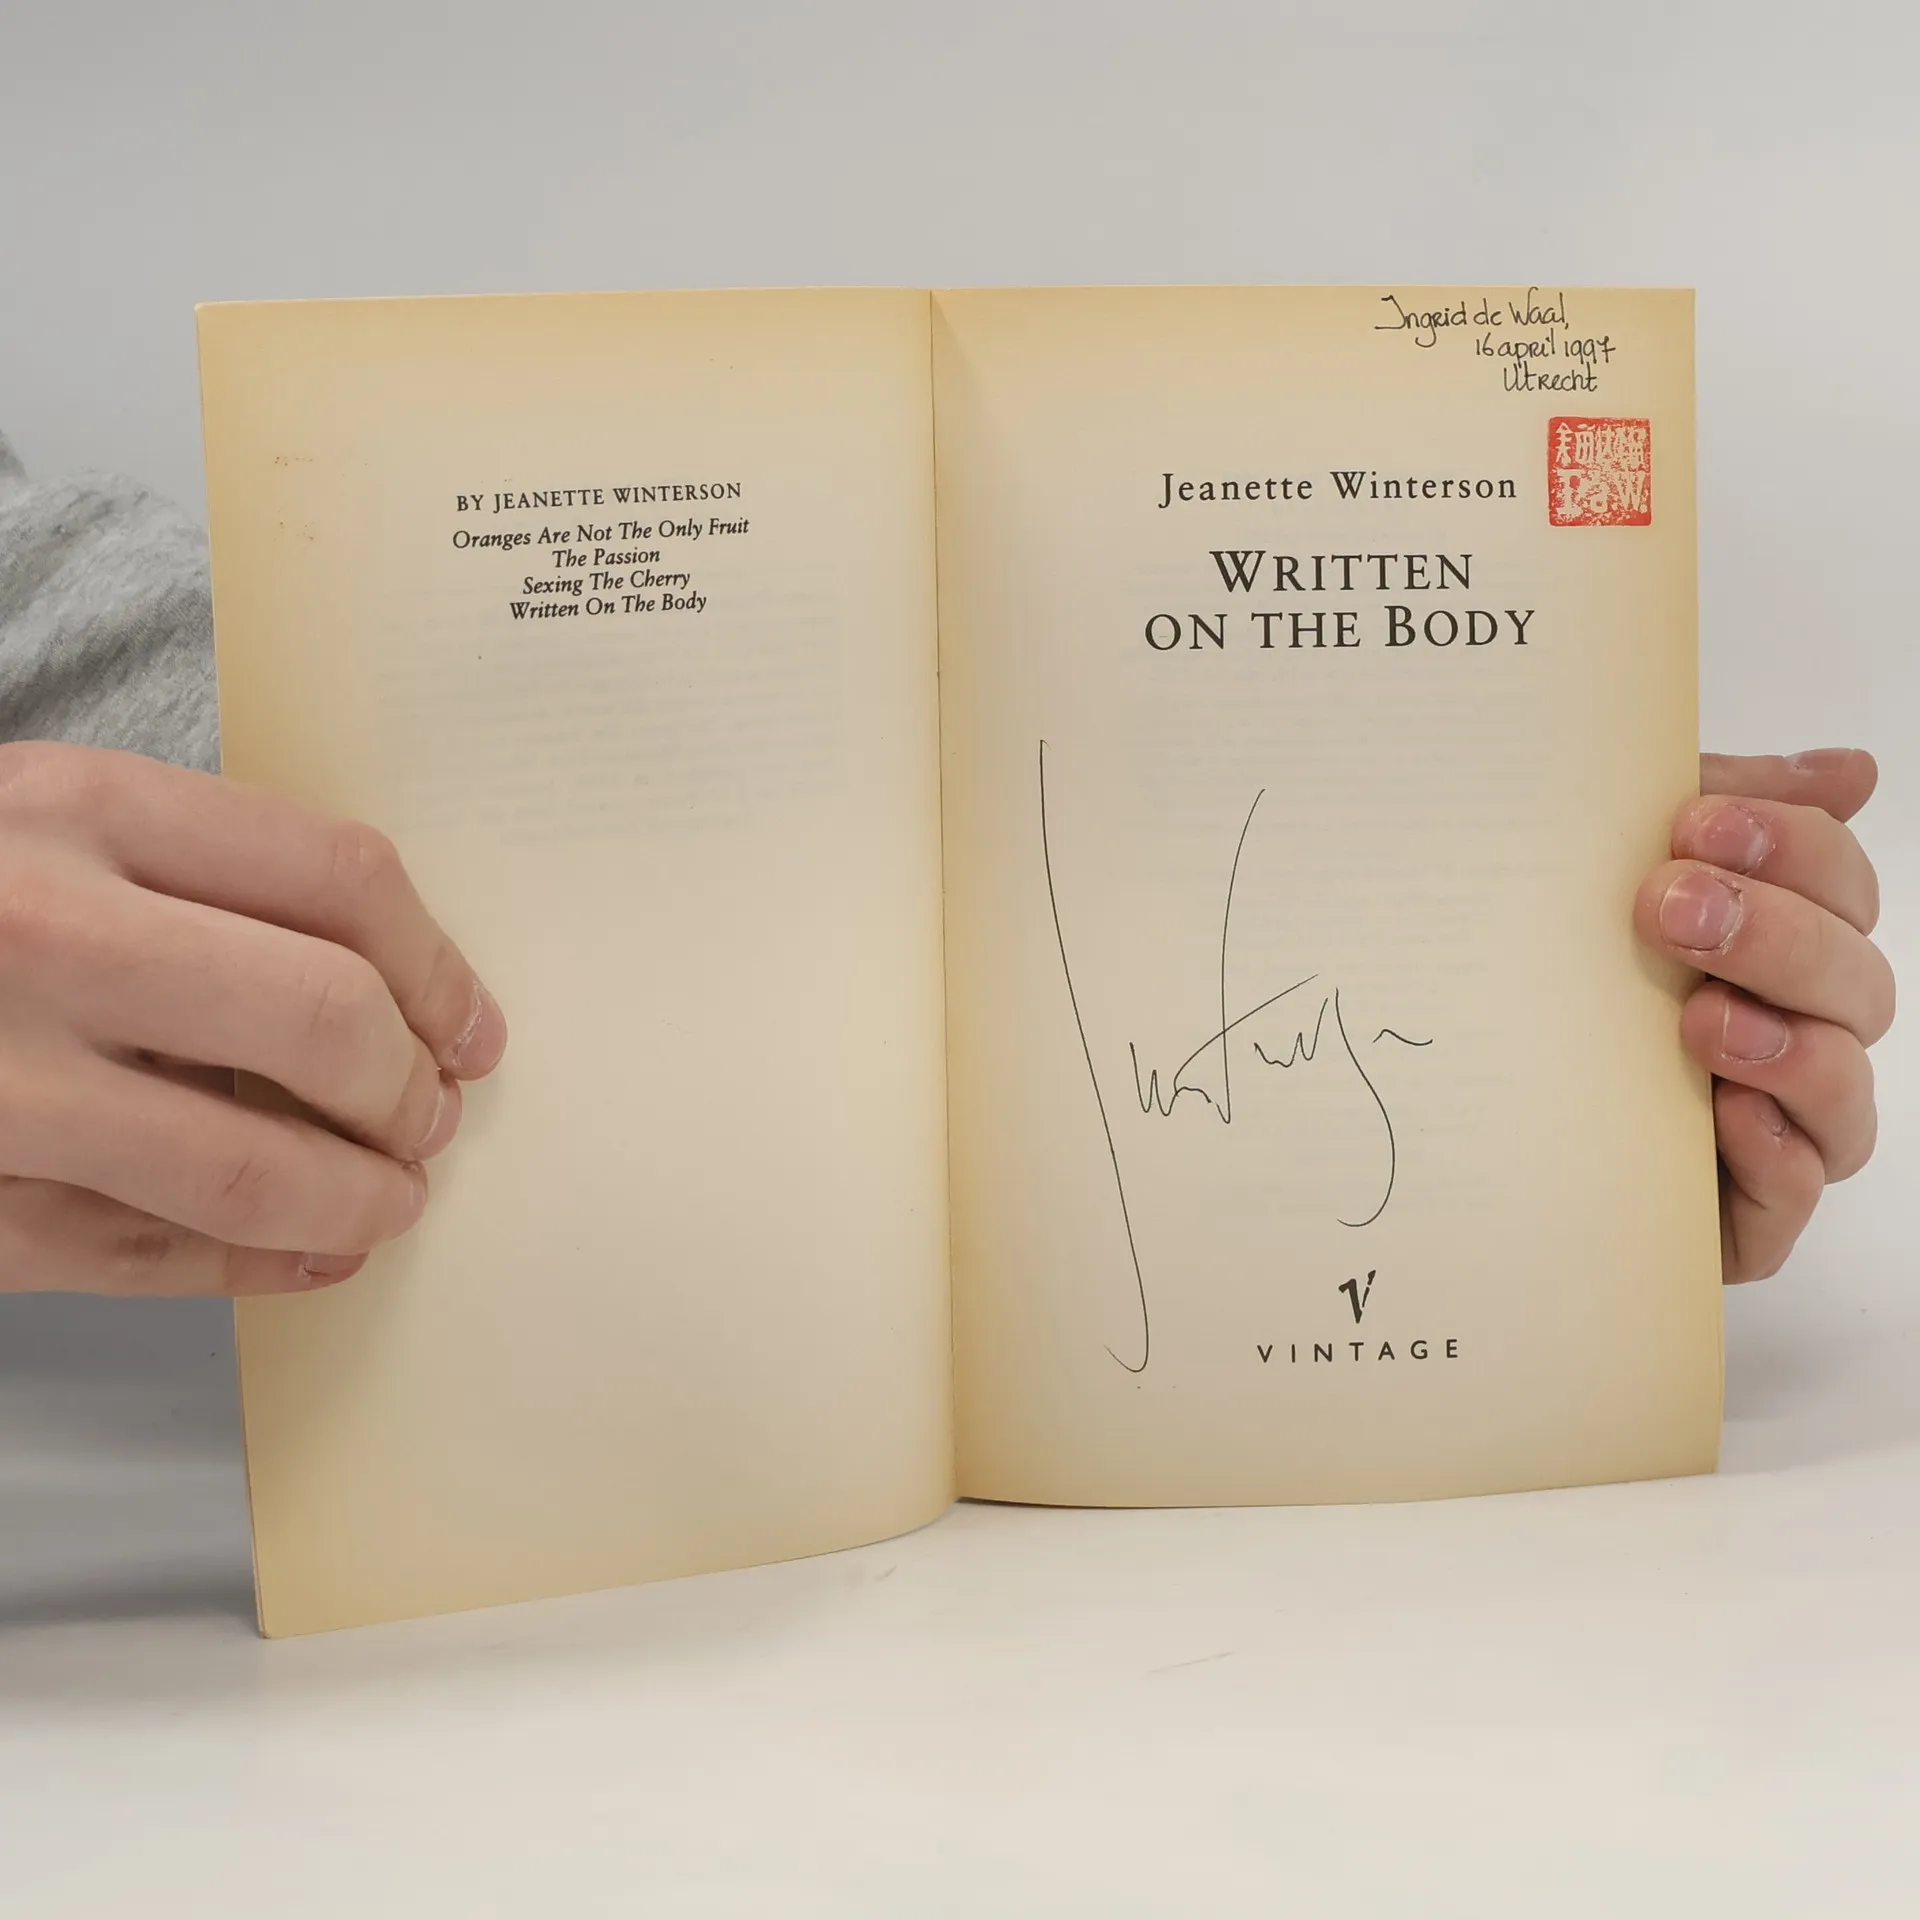 BY JEANETTE WINTERSON
Oranges Are Not The Only Fruit
The Passion
Sexing The Cherry
Written On The Body
Ingrid de Waal,
16 april 1997
Utrecht
Jeanette Winterson
WRITTEN
ON THE BODY
VINTAGE